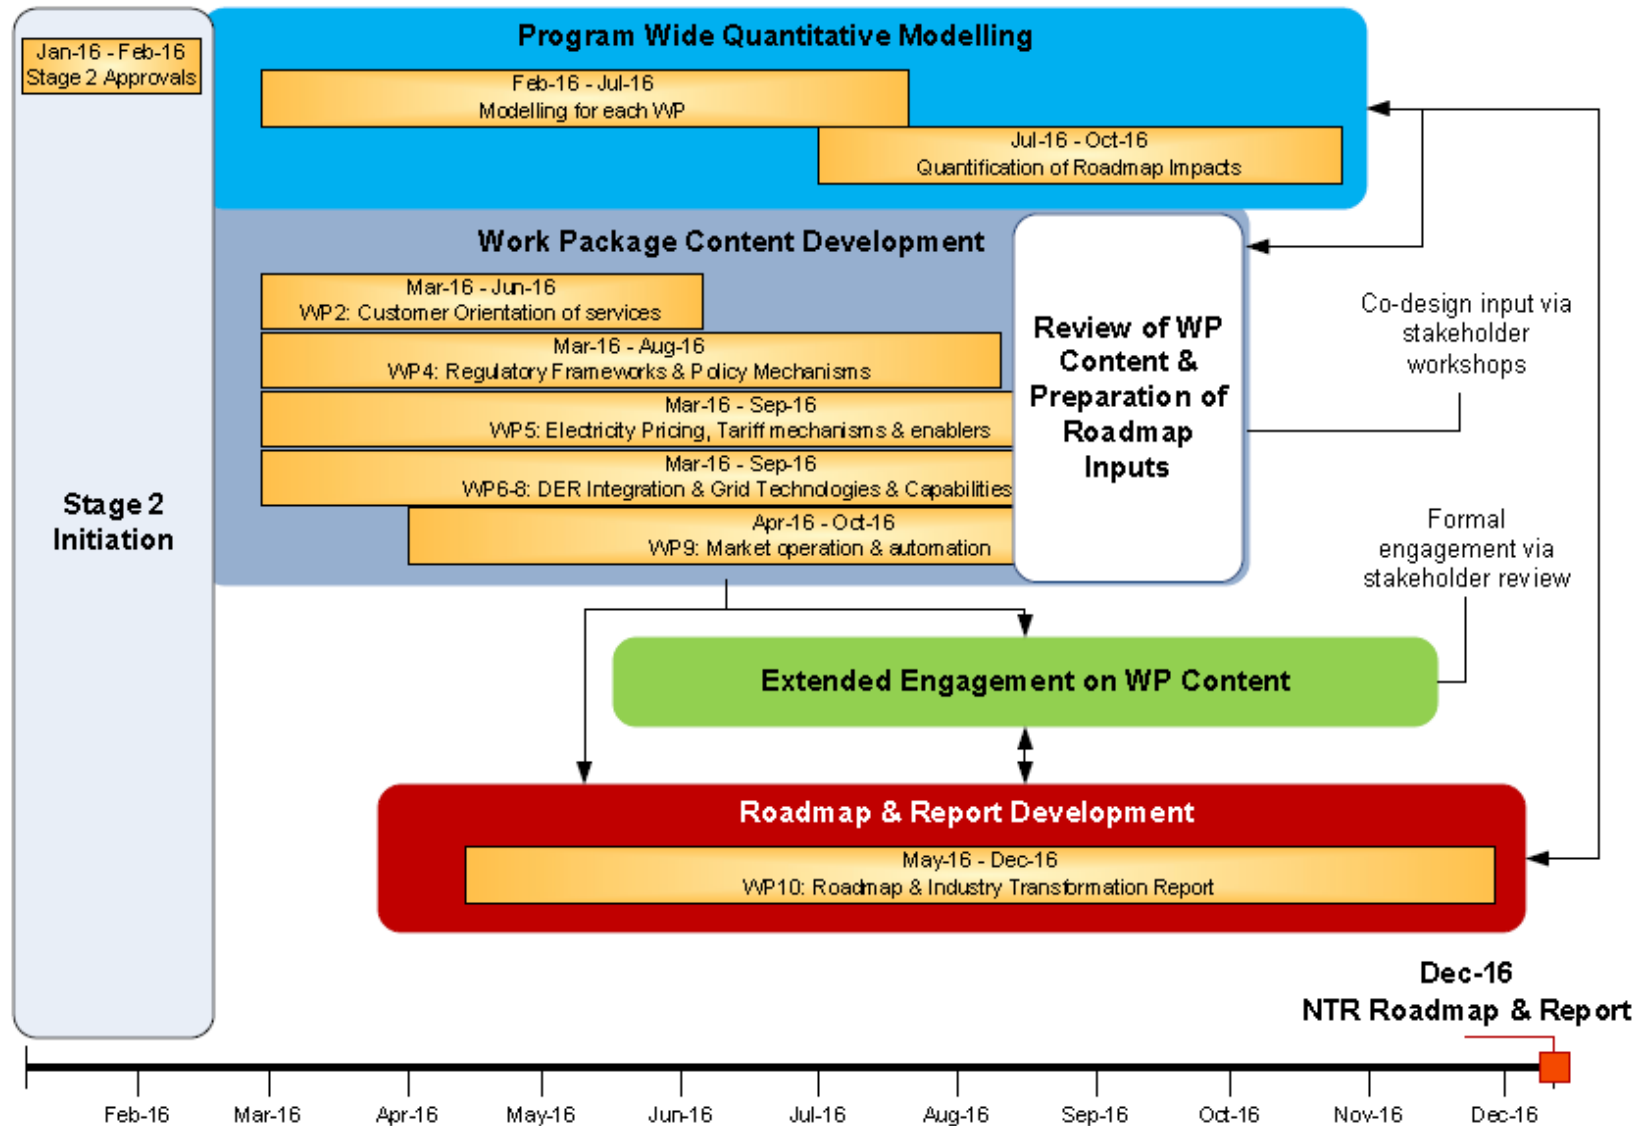 Jan-16 - Feb-16
Stage 2 Approvals
Stage 2
Initiation
Program Wide Quantitative Modelling
Feb-16 - Jul-16
Modelling for each WP
Jul-16 - Oct-16
Quantification of Roadmap Impacts
Work Package Content Development
Mar-16 - Jun-16
WP2: Customer Orientation of services
Mar-16 - Aug-16
WP4: Regulatory Frameworks & Policy Mechanisms
Mar-16 - Sep-16
WP5: Electricity Pricing, Tariff mechanisms & enablers
Mar-16 - Sep-16
WP6-8: DER Integration & Grid Technologies & Capabilities
Apr-16 - Oct-16
WP9: Market operation & automation
Review of WP
Content &
Preparation of
Roadmap
Inputs
Co-design input via
stakeholder
workshops
Formal
engagement via
stakeholder review
Extended Engagement on WP Content
Roadmap & Report Development
May-16 - Dec-16
WP10: Roadmap & Industry Transformation Report
Dec-16
NTR Roadmap & Report
Feb-16
Mar-16
Apr-16
May-16
Jun-16
Jul-16
Aug-16
Sep-16
Oct-16
Nov-16
Dec-16